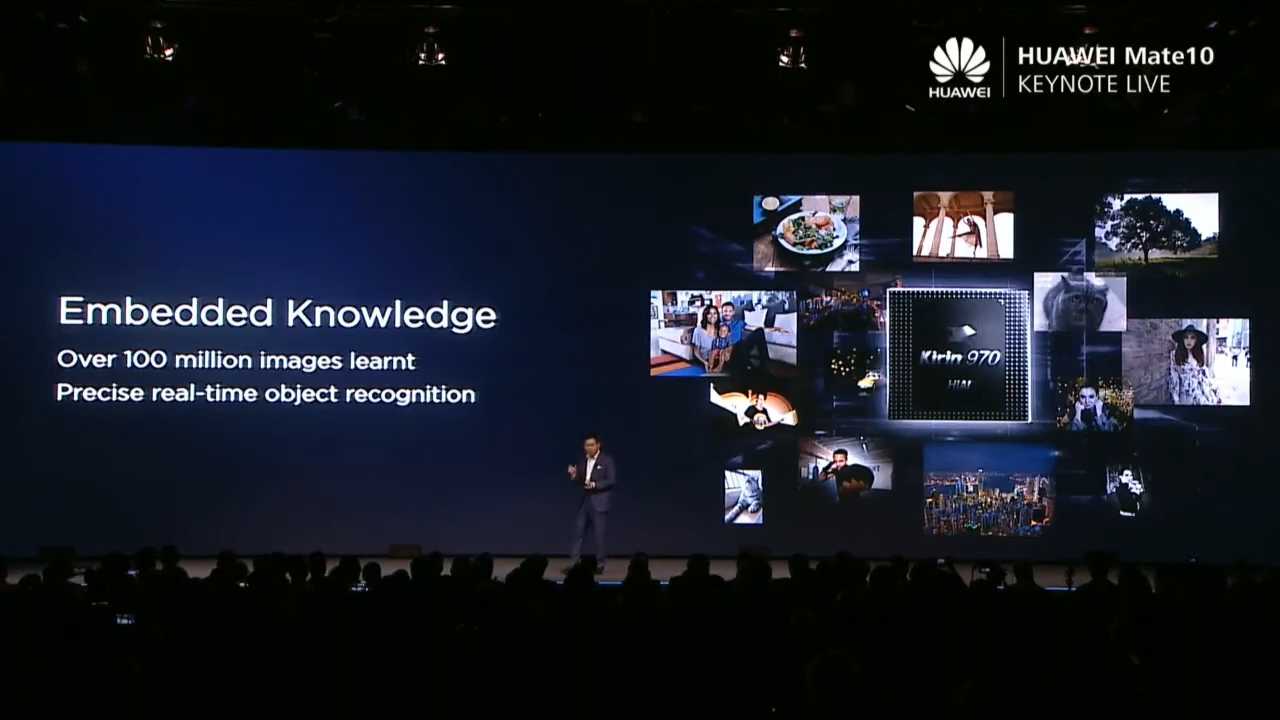 HUAWEI
HUAWEI Mate10
KEYNOTE LIVE
Embedded Knowledge
Over 100 million images learnt
Precise real-time object recognition
Kirin 970
HiAI